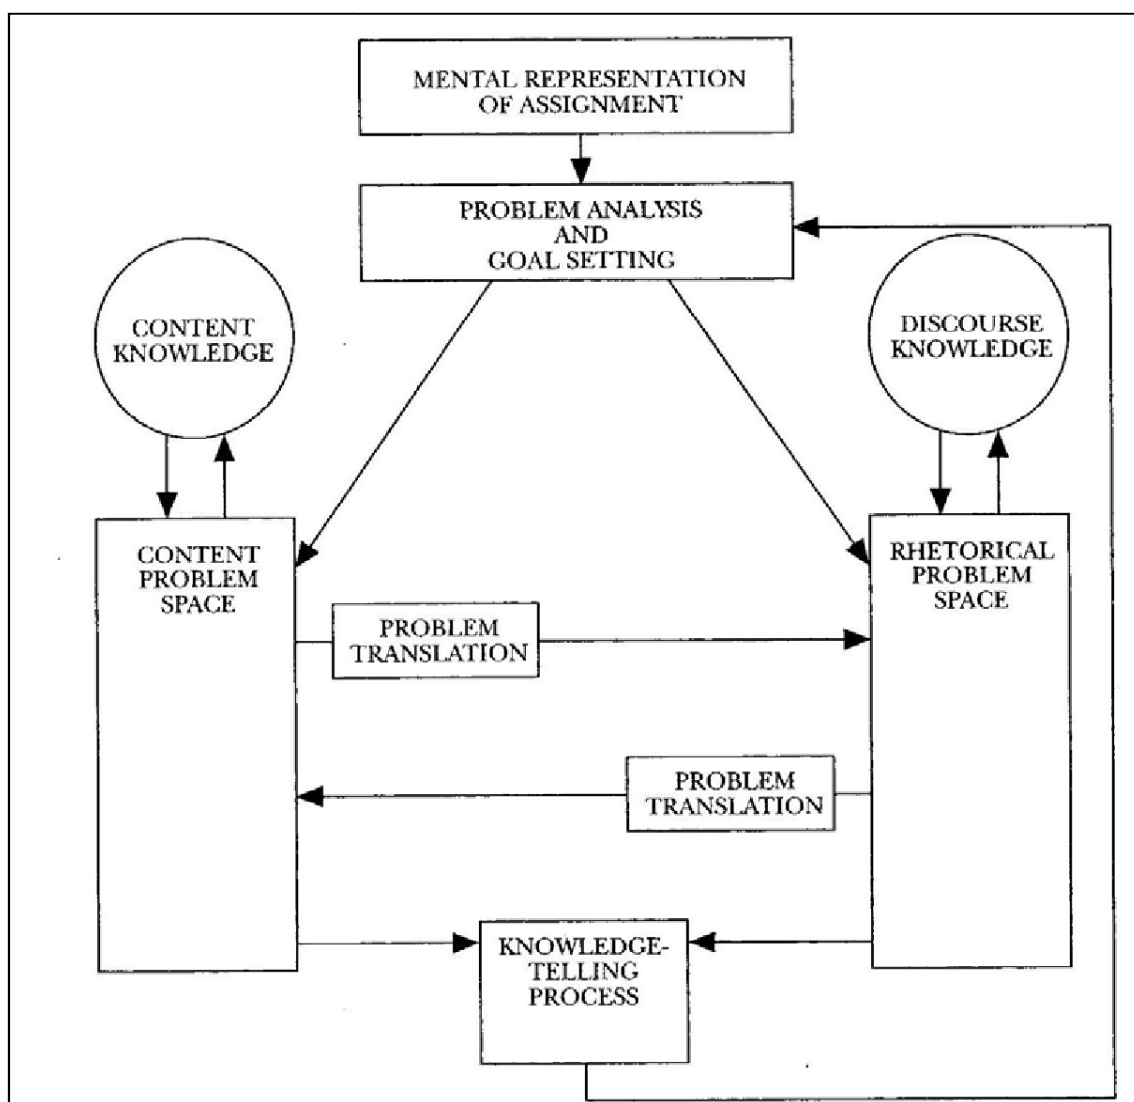 MENTAL REPRESENTATION
OF ASSIGNMENT
PROBLEM ANALYSIS
AND
GOAL SETTING
CONTENT
KNOWLEDGE
DISCOURSE
KNOWLEDGE
CONTENT
PROBLEM
SPACE
RHETORICAL
PROBLEM
SPACE
PROBLEM
TRANSLATION
PROBLEM
TRANSLATION
KNOWLEDGE-
TELLING
PROCESS